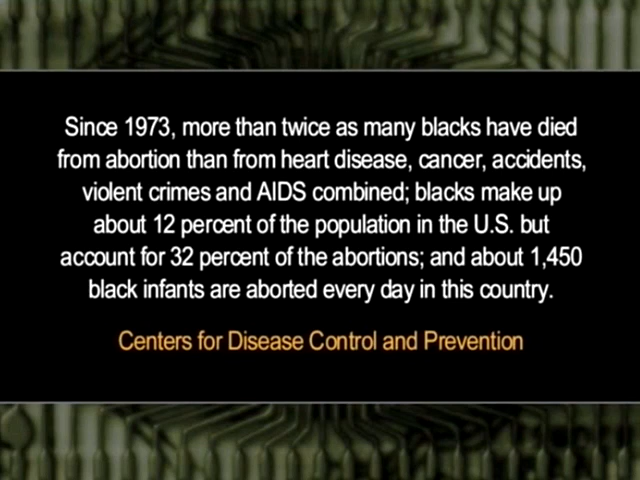 Since 1973, more than twice as many blacks have died
from abortion than from heart disease, cancer, accidents,
violent crimes and AIDS combined; blacks make up
about 12 percent of the population in the U.S. but
account for 32 percent of the abortions; and about 1,450
black infants are aborted every day in this country.
Centers for Disease Control and Prevention